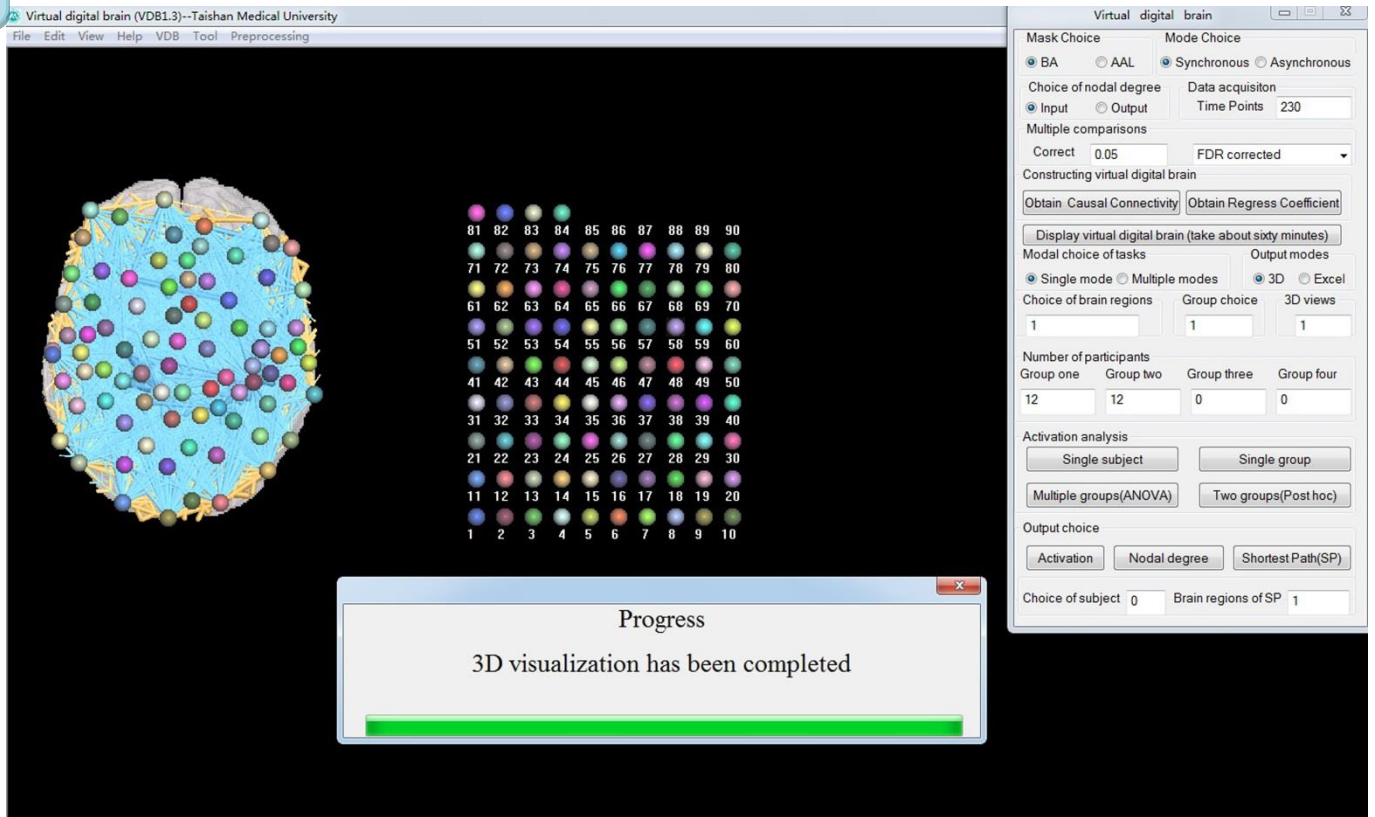 Virtual digital brain (VDB1.3)--Taishan Medical University
File Edit View Help VDB Tool Preprocessing
81 82 83 84 85 86 87 88 89 90
71 72 73 74 75 76 77 78 79 80
61 62 63 64 65 66 67 68 69 70
51 52 53 54 55 56 57 58 59 60
41 42 43 44 45 46 47 48 49 50
31 32 33 34 35 36 37 38 39 40
21 22 23 24 25 26 27 28 29 30
11 12 13 14 15 16 17 18 19 20
1 2 3 4 5 6 7 8 9 10
Progress
3D visualization has been completed
Virtual digital brain
Mask Choice Mode Choice
BA AAL Synchronous Asynchronous
Choice of nodal degree Data acquisiton
Input Output Time Points 230
Multiple comparisons
Correct 0.05 FDR corrected
Constructing virtual digital brain
Obtain Causal Connectivity Obtain Regress Coefficient
Display virtual digital brain (take about sixty minutes)
Modal choice of tasks Output modes
Single mode Multiple modes 3D Excel
Choice of brain regions Group choice 3D views
1 1 1
Number of participants
Group one Group two Group three Group four
12 12 0 0
Activation analysis
Single subject Single group
Multiple groups(ANOVA) Two groups(Post hoc)
Output choice
Activation Nodal degree Shortest Path(SP)
Choice of subject 0 Brain regions of SP 1